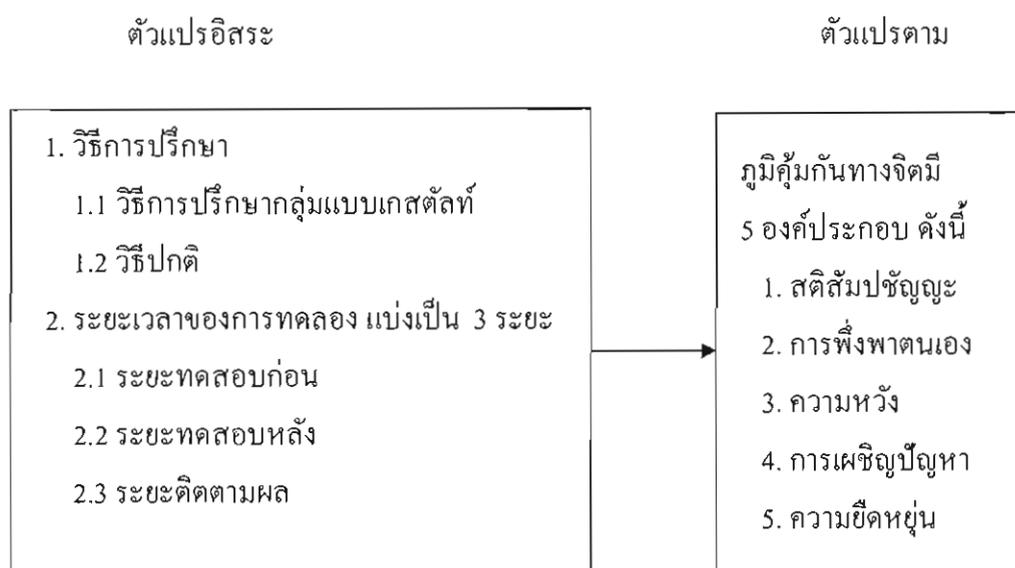 ตัวแปรอิสระ
ตัวแปรตาม
1. วิธีการปรึกษา
1.1 วิธีการปรึกษากลุ่มแบบเกสตัลท์
1.2 วิธีปกติ
2. ระยะเวลาของการทดลอง แบ่งเป็น 3 ระยะ
2.1 ระยะทดสอบก่อน
2.2 ระยะทดสอบหลัง
2.3 ระยะติดตามผล
ภูมิคุ้มกันทางจิตมี
5 องค์ประกอบ ดังนี้
1. สติสัมปชัญญะ
2. การพึ่งพาตนเอง
3. ความหวัง
4. การเผชิญปัญหา
5. ความยืดหยุ่น